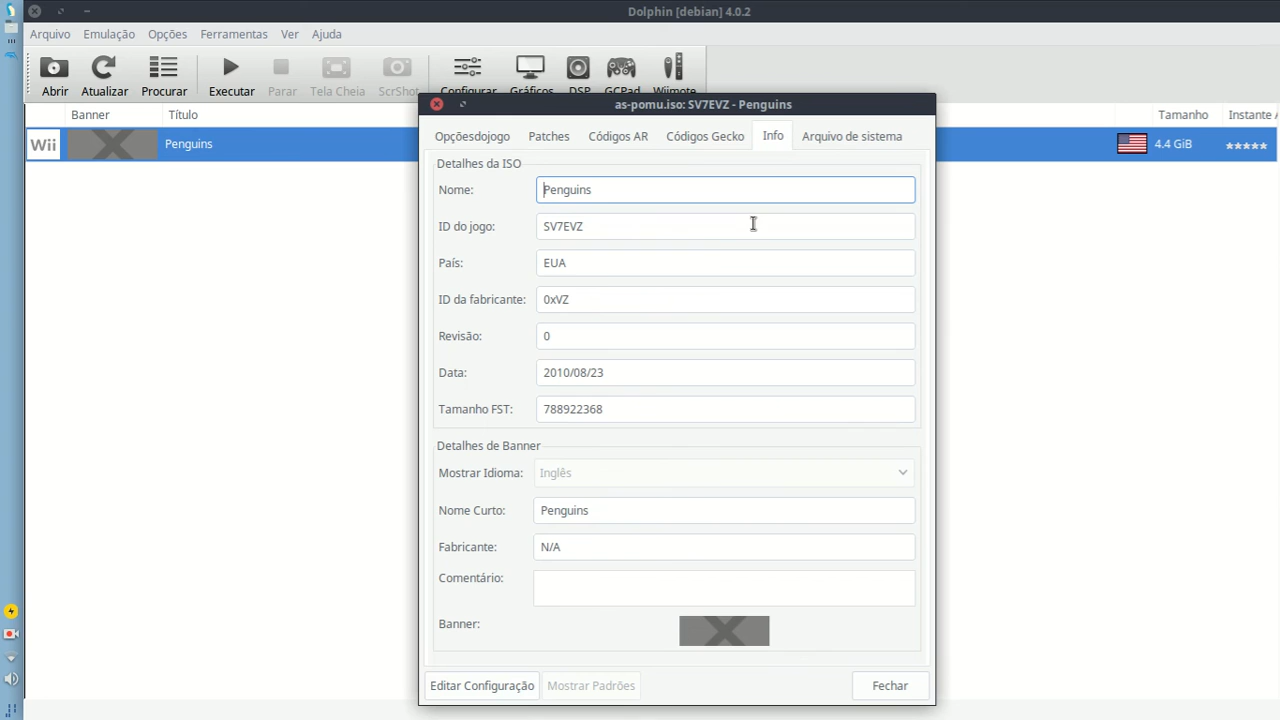 Dolphin [debian] 4.0.2
Arquivo Emulação Opções Ferramentas Ver Ajuda
Abrir Atualizar Procurar Executar Parar Tela Cheia ScrShot Configurar Gráficos DSP GCPad Wiimote
Banner Título Tamanho Instante
Wii Penguins 4.4 GiB
as-pomu.iso: SV7EVZ - Penguins
Opçõesdojogo Patches Códigos AR Códigos Gecko Info Arquivo de sistema
Detalhes da ISO
Nome: Penguins
ID do jogo: SV7EVZ
País: EUA
ID da fabricante: 0xVZ
Revisão: 0
Data: 2010/08/23
Tamanho FST: 788922368
Detalhes de Banner
Mostrar Idioma: Inglês
Nome Curto: Penguins
Fabricante: N/A
Comentário:
Banner:
Editar Configuração Mostrar Padrões Fechar